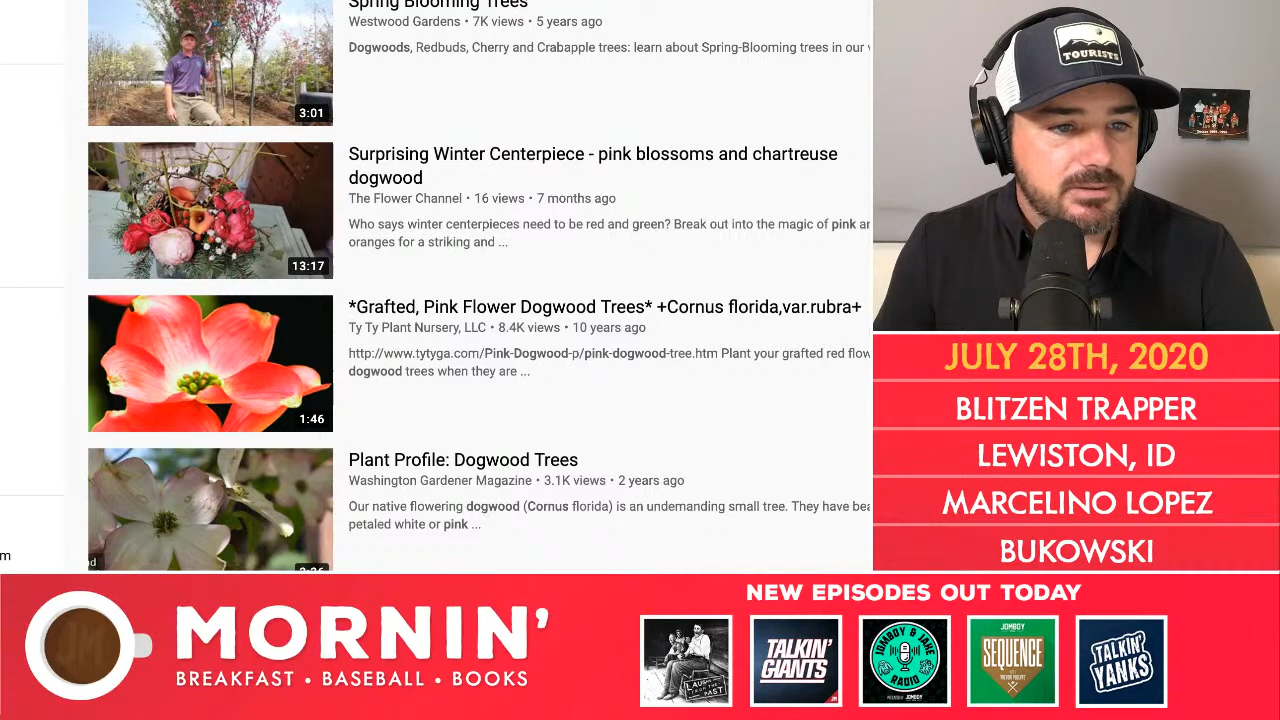 Spring Blooming Trees
Westwood Gardens • 7K views • 5 years ago
Dogwoods, Redbuds, Cherry and Crabapple trees: learn about Spring-Blooming trees in our
3:01
Surprising Winter Centerpiece - pink blossoms and chartreuse
dogwood
The Flower Channel • 16 views • 7 months ago
Who says winter centerpieces need to be red and green? Break out into the magic of pink
oranges for a striking and ...
13:17
*Grafted, Pink Flower Dogwood Trees* +Cornus florida,var.rubra+
Ty Ty Plant Nursery, LLC • 8.4K views • 10 years ago
http://www.tytyga.com/Pink-Dogwood-p/pink-dogwood-tree.htm Plant your grafted red
dogwood trees when they are ...
1:46
Plant Profile: Dogwood Trees
Washington Gardener Magazine • 3.1K views • 2 years ago
Our native flowering dogwood (Cornus florida) is an undemanding small tree. They have
petaled white or pink ...
TOURISTS
JULY 28TH, 2020
BLITZEN TRAPPER
LEWISTON, ID
MARCELINO LOPEZ
BUKOWSKI
MORNIN'
BREAKFAST • BASEBALL • BOOKS
NEW EPISODES OUT TODAY
LAUGHS
FROM THE
PAST
TALKIN'
GIANTS
JOMBOY & JAKE
RADIO
JOMBOY
SEQUENCE
TALKIN'
YANKS